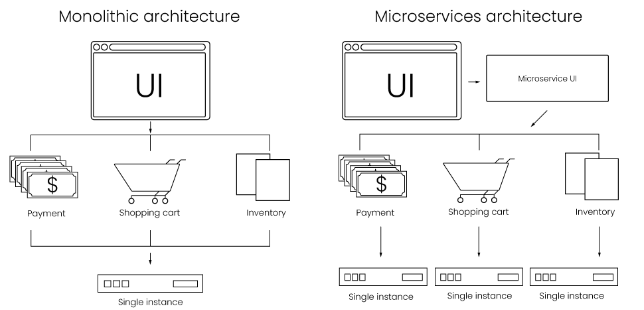 Monolithic architecture
UI
$
Payment
Shopping cart
Inventory
Single instance
Microservices architecture
UI
Microservice UI
$
Payment
Shopping cart
Inventory
Single instance
Single instance
Single instance